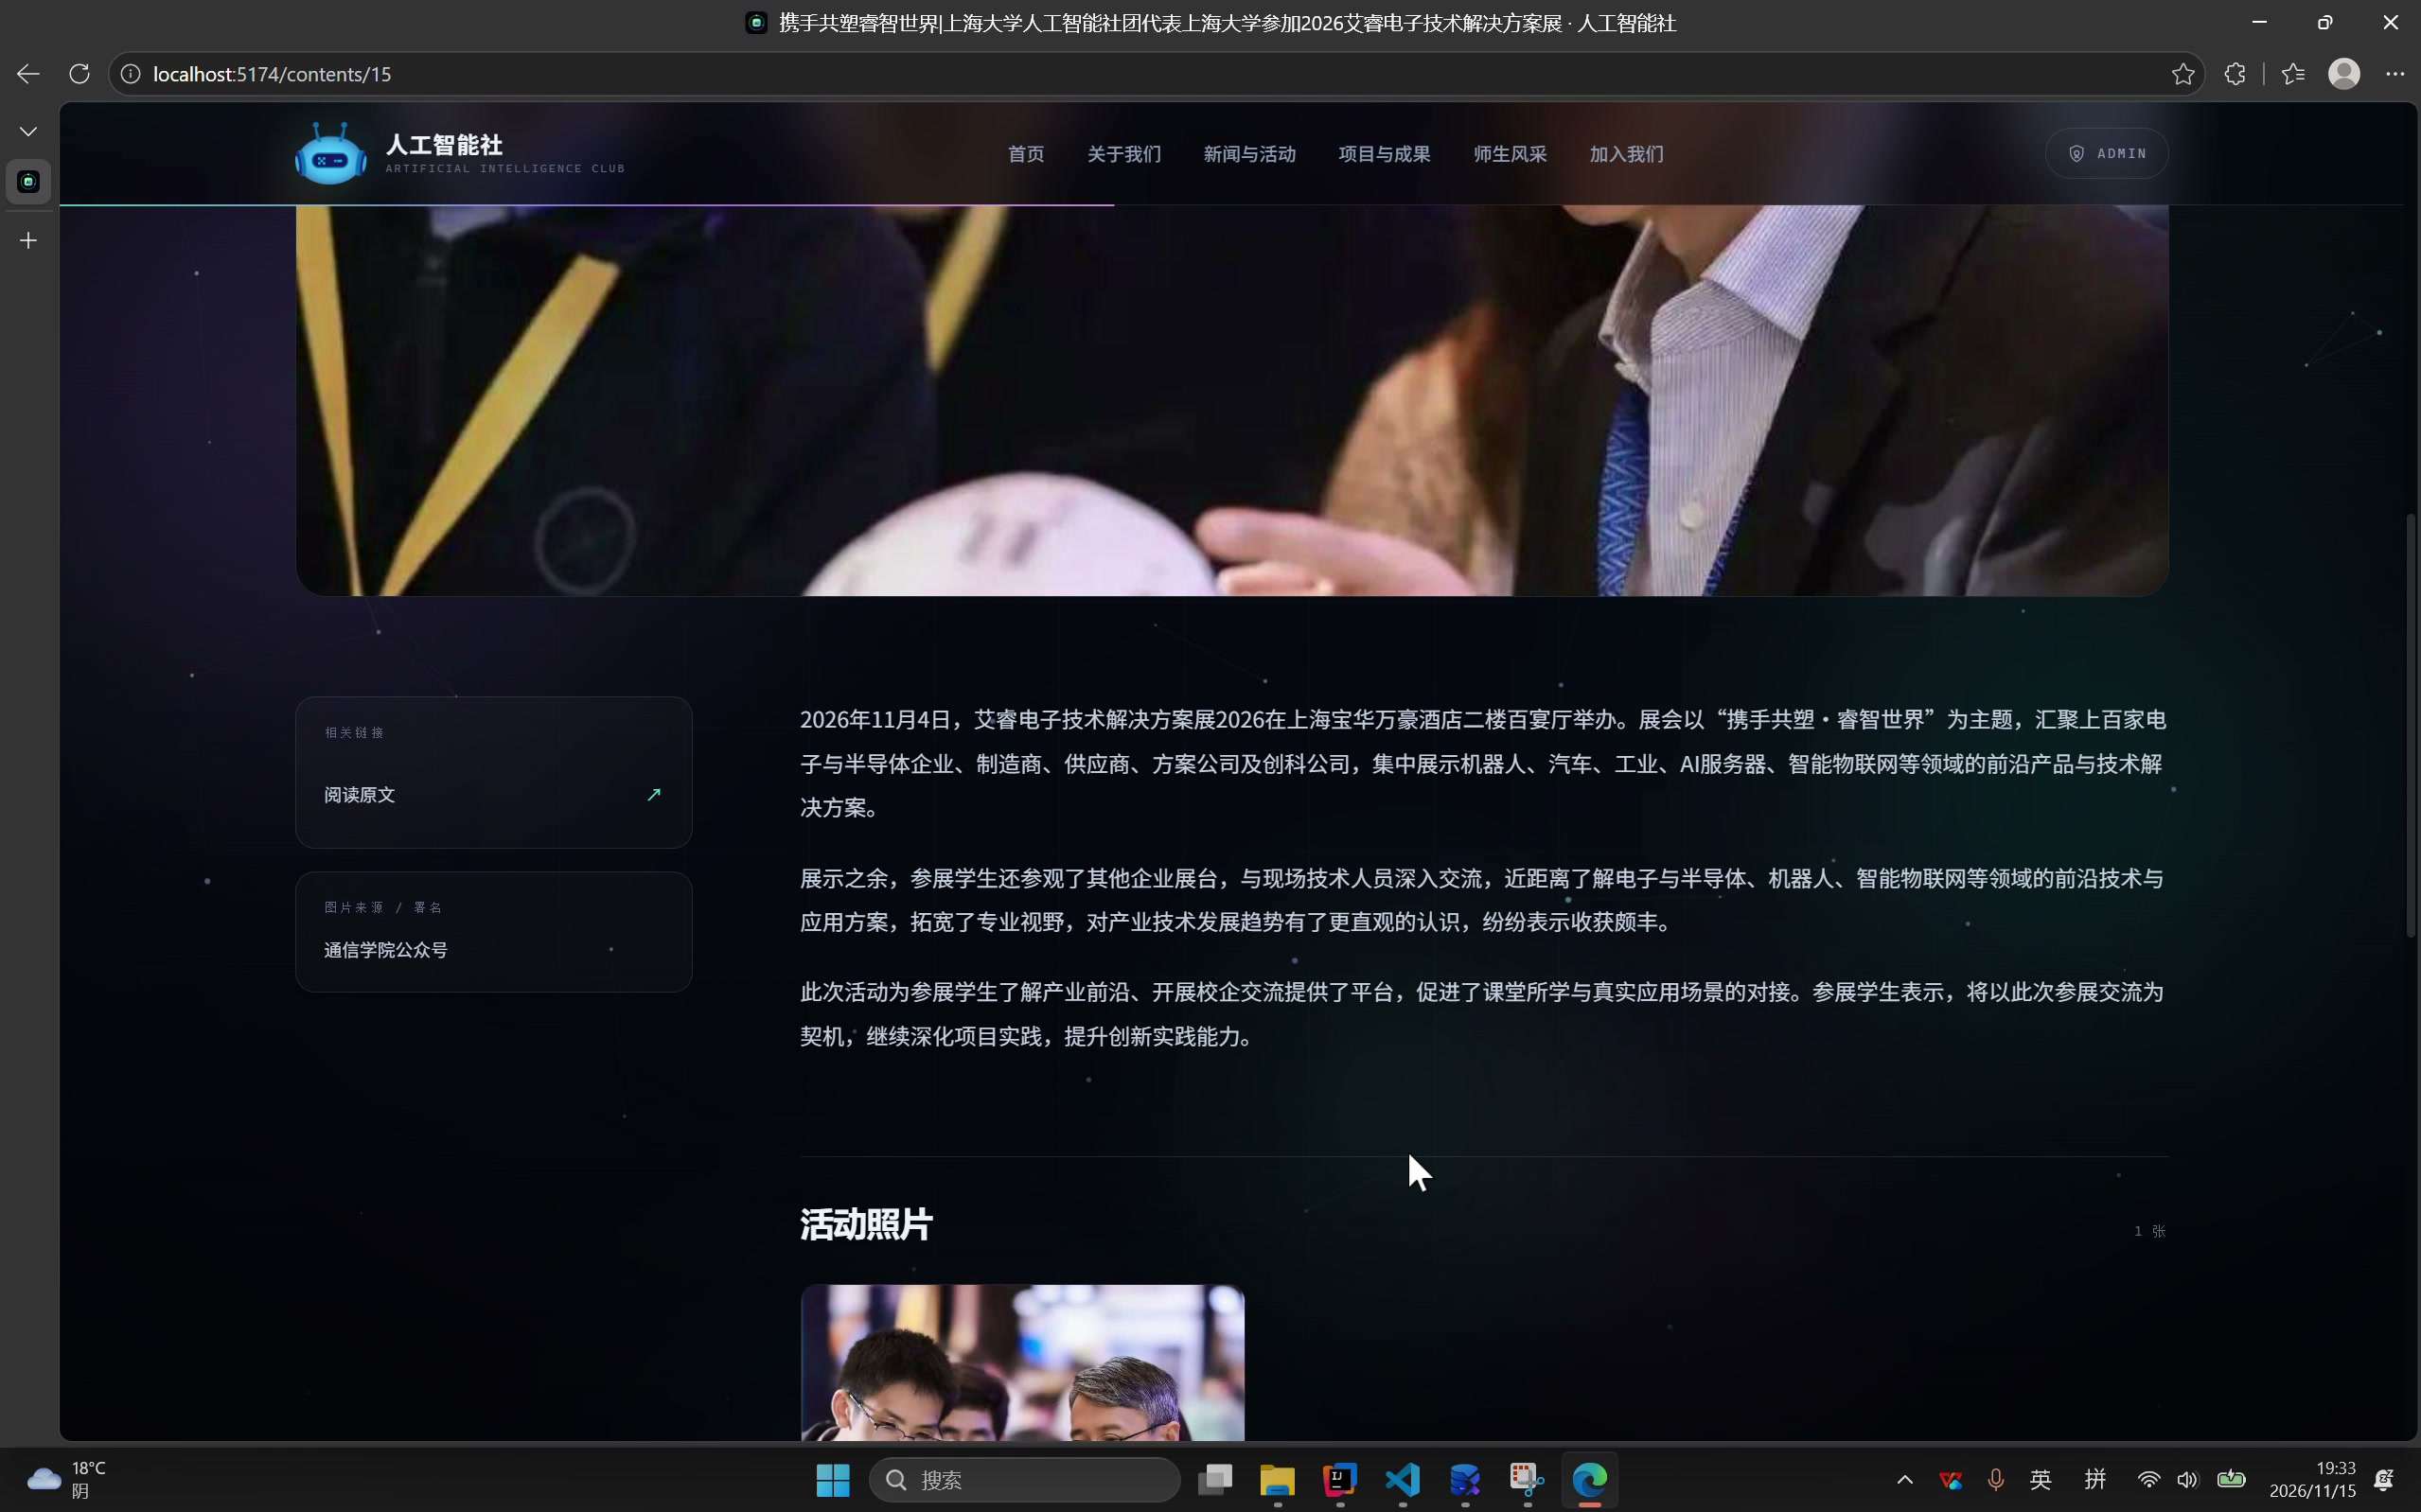 携手共塑睿智世界|上海大学人工智能社团代表上海大学参加2026艾睿电子技术解决方案展 · 人工智能社
localhost:5174/contents/15
人工智能社
ARTIFICIAL INTELLIGENCE CLUB
首页
关于我们
新闻与活动
项目与成果
师生风采
加入我们
ADMIN
相关链接
阅读原文
图片来源 / 署名
通信学院公众号
2026年11月4日，艾睿电子技术解决方案展2026在上海宝华万豪酒店二楼百宴厅举办。展会以“携手共塑·睿智世界”为主题，汇聚上百家电
子与半导体企业、制造商、供应商、方案公司及创科公司，集中展示机器人、汽车、工业、AI服务器、智能物联网等领域的前沿产品与技术解
决方案。
展示之余，参展学生还参观了其他企业展台，与现场技术人员深入交流，近距离了解电子与半导体、机器人、智能物联网等领域的前沿技术与
应用方案，拓宽了专业视野，对产业技术发展趋势有了更直观的认识，纷纷表示收获颇丰。
此次活动为参展学生了解产业前沿、开展校企交流提供了平台，促进了课堂所学与真实应用场景的对接。参展学生表示，将以此次参展交流为
契机，继续深化项目实践，提升创新实践能力。
活动照片
1 张
18°C
阴
搜索
英
拼
19:33
2026/11/15